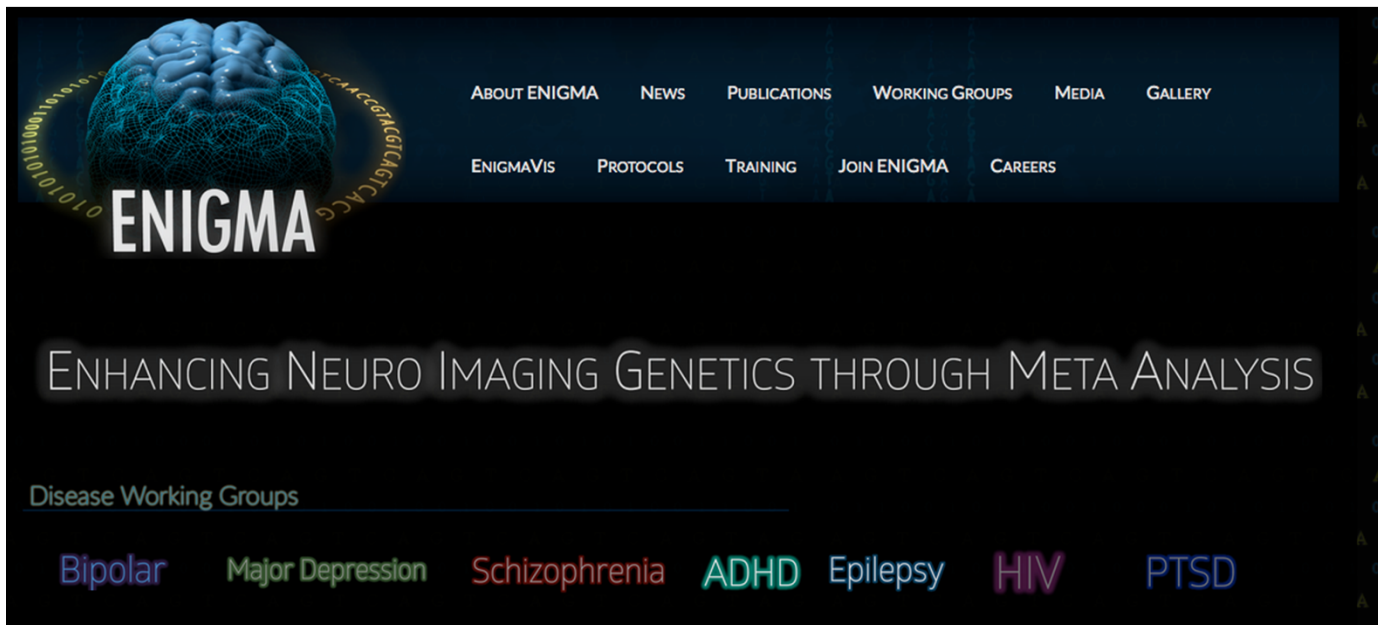 ENIGMA
About ENIGMA News Publications Working Groups Media Gallery
EnigmaVis Protocols Training Join ENIGMA Careers
Enhancing Neuro Imaging Genetics through Meta Analysis
Disease Working Groups
Bipolar Major Depression Schizophrenia ADHD Epilepsy HIV PTSD